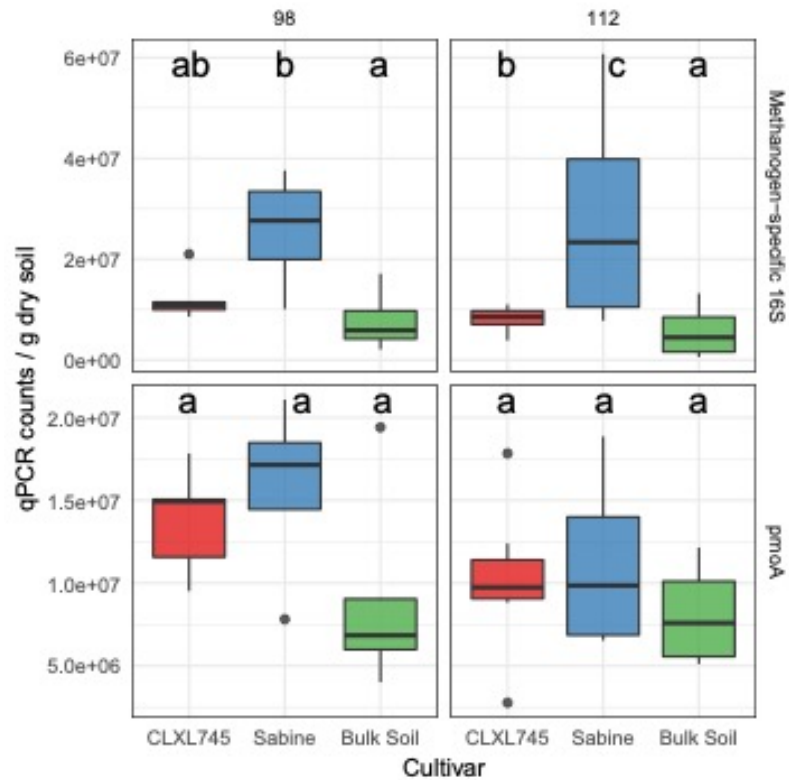 98 112
ab b a b c a
6e+07
4e+07
2e+07
0e+00
Methanogen-specific 16S
a a a a a a
2.0e+07
1.5e+07
1.0e+07
5.0e+06
pmoA
qPCR counts / g dry soil
CLXL745 Sabine Bulk Soil CLXL745 Sabine Bulk Soil
Cultivar